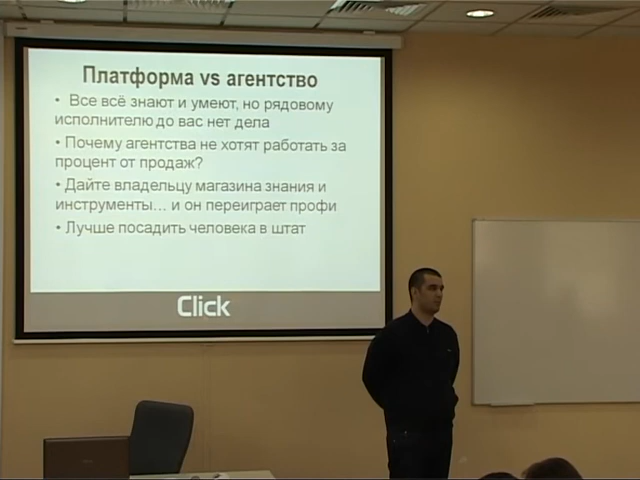 Платформа vs агентство
• Все всё знают и умеют, но рядовому
исполнителю до вас нет дела
• Почему агентства не хотят работать за
процент от продаж?
• Дайте владельцу магазина знания и
инструменты... и он переиграет профи
• Лучше посадить человека в штат
Click